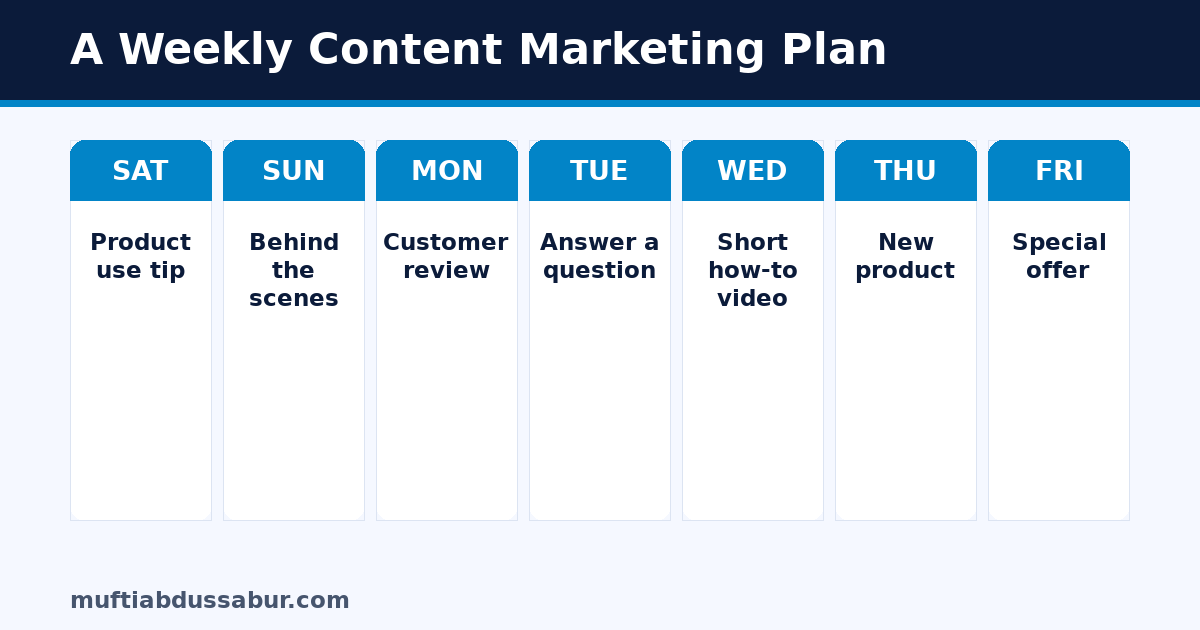 A Weekly Content Marketing Plan
SAT
Product
use tip
SUN
Behind
the
scenes
MON
Customer
review
TUE
Answer a
question
WED
Short
how-to
video
THU
New
product
FRI
Special
offer
muftiabdussabur.com